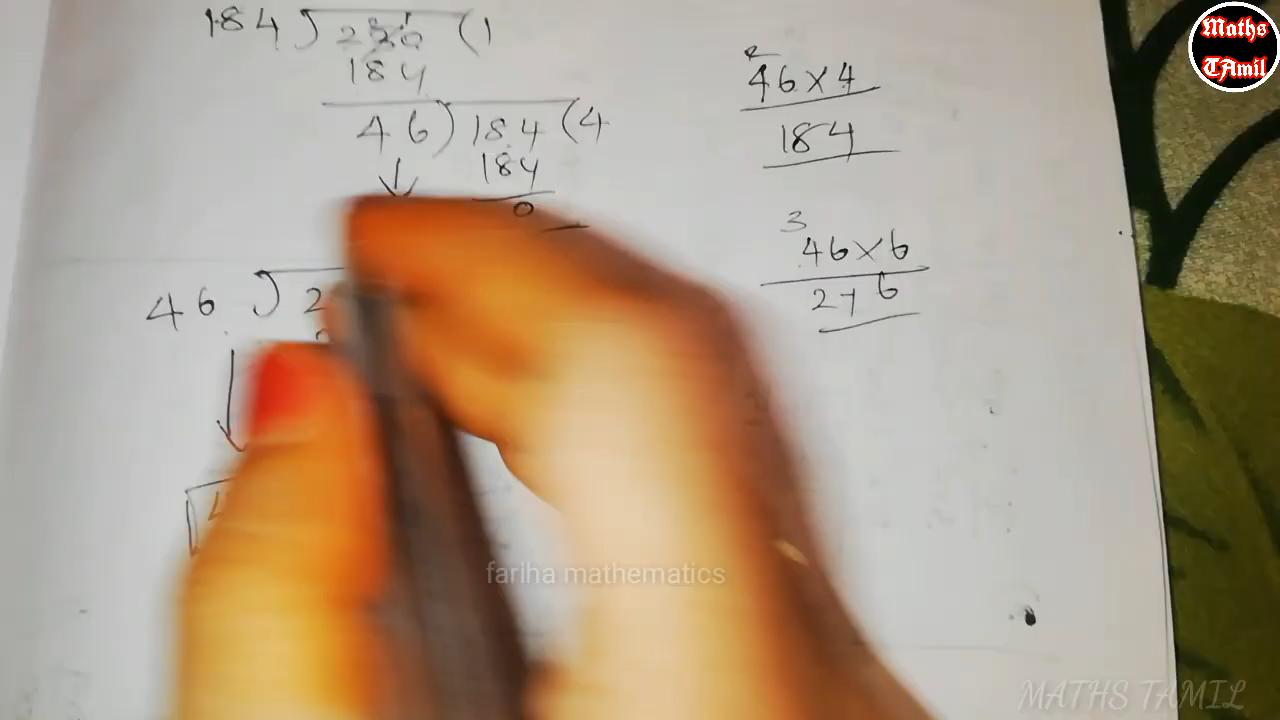 184 ) 230 ( 1
184
46 ) 184 ( 4
184
0
46 ) 2
2
46 × 4
184
3
46 × 6
276
Maths
TAmil
fariha mathematics
MATHS TAMIL